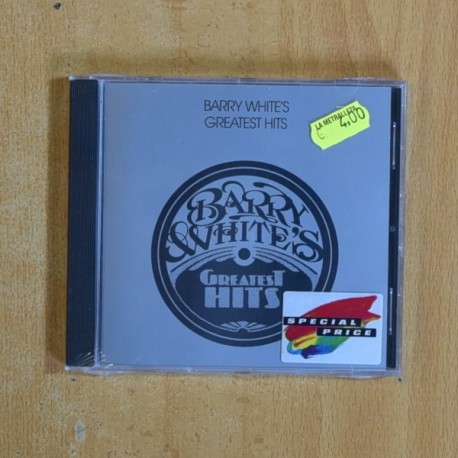 BARRY WHITE'S
GREATEST HITS
LA METRALLETA
€ 4,00
BARRY
WHITE'S
GREATEST
HITS
SPECIAL
PRICE